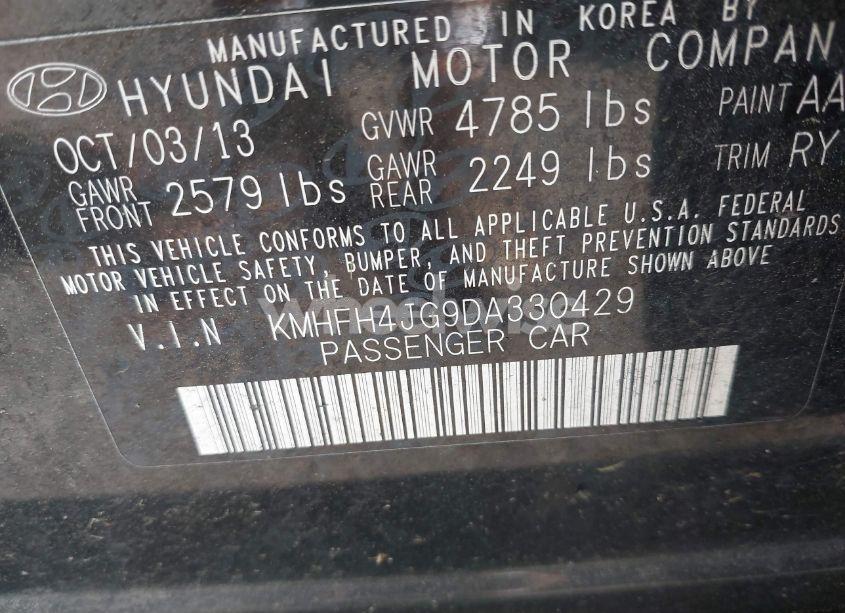 MANUFACTURED IN KOREA BY
HYUNDAI MOTOR COMPAN
OCT/03/13 GVWR 4785 lbs PAINT AA
GAWR FRONT 2579 lbs GAWR REAR 2249 lbs TRIM RY
THIS VEHICLE CONFORMS TO ALL APPLICABLE U.S.A. FEDERAL
MOTOR VEHICLE SAFETY, BUMPER, AND THEFT PREVENTION STANDARDS
IN EFFECT ON THE DATE OF MANUFACTURE SHOWN ABOVE
V.I.N KMHFH4JG9DA330429
PASSENGER CAR